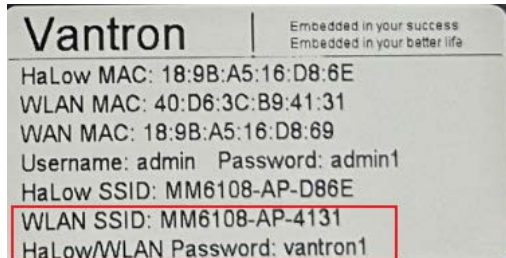 Vantron
Embedded in your success
Embedded in your better life
HaLow MAC: 18:9B:A5:16:D8:6E
WLAN MAC: 40:D6:3C:B9:41:31
WAN MAC: 18:9B:A5:16:D8:69
Username: admin Password: admin1
HaLow SSID: MM6108-AP-D86E
WLAN SSID: MM6108-AP-4131
HaLow/WLAN Password: vantron1